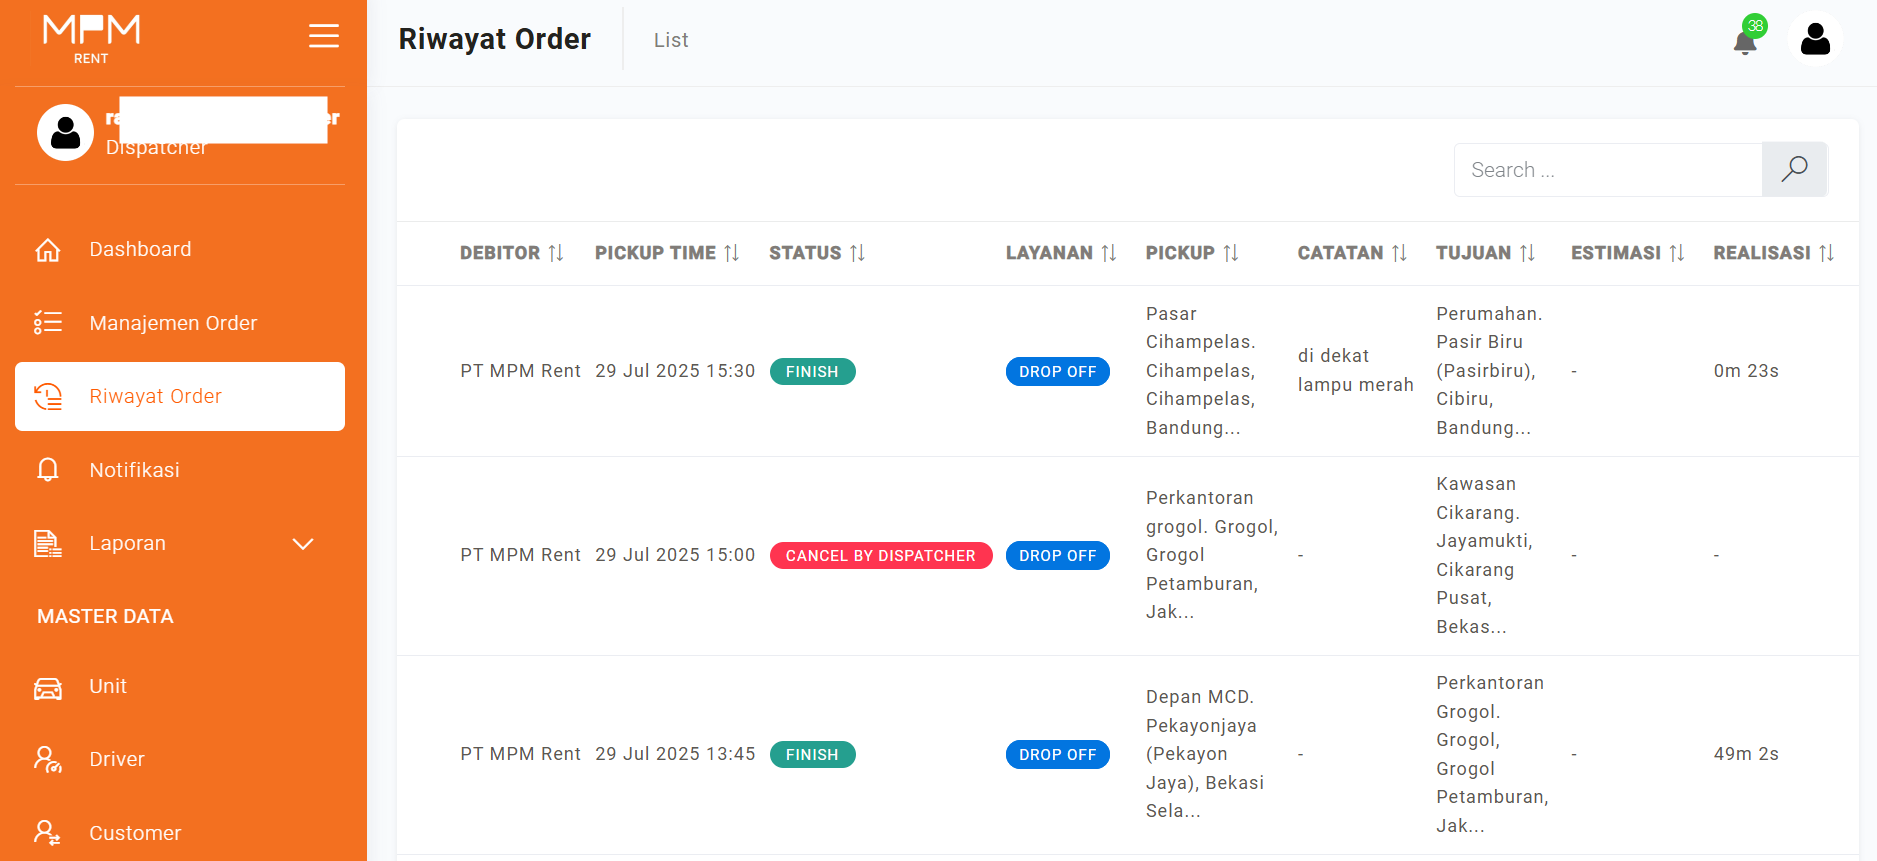 MPM
RENT
Riwayat Order
List
38
Dispatcher
Dashboard
Manajemen Order
Riwayat Order
Notifikasi
Laporan
MASTER DATA
Unit
Driver
Customer
Search ...
DEBITOR PICKUP TIME STATUS LAYANAN PICKUP CATATAN TUJUAN ESTIMASI REALISASI
PT MPM Rent 29 Jul 2025 15:30 FINISH DROP OFF
Pasar
Cihampelas.
Cihampelas,
Cihampelas,
Bandung...
di dekat
lampu merah
Perumahan.
Pasir Biru
(Pasirbiru),
Cibiru,
Bandung...
-
0m 23s
PT MPM Rent 29 Jul 2025 15:00 CANCEL BY DISPATCHER DROP OFF
Perkantoran
grogol. Grogol,
Grogol
Petamburan,
Jak...
-
Kawasan
Cikarang.
Jayamukti,
Cikarang
Pusat,
Bekas...
-
-
PT MPM Rent 29 Jul 2025 13:45 FINISH DROP OFF
Depan MCD.
Pekayonjaya
(Pekayon
Jaya), Bekasi
Sela...
-
Perkantoran
Grogol.
Grogol,
Grogol
Petamburan,
Jak...
-
49m 2s